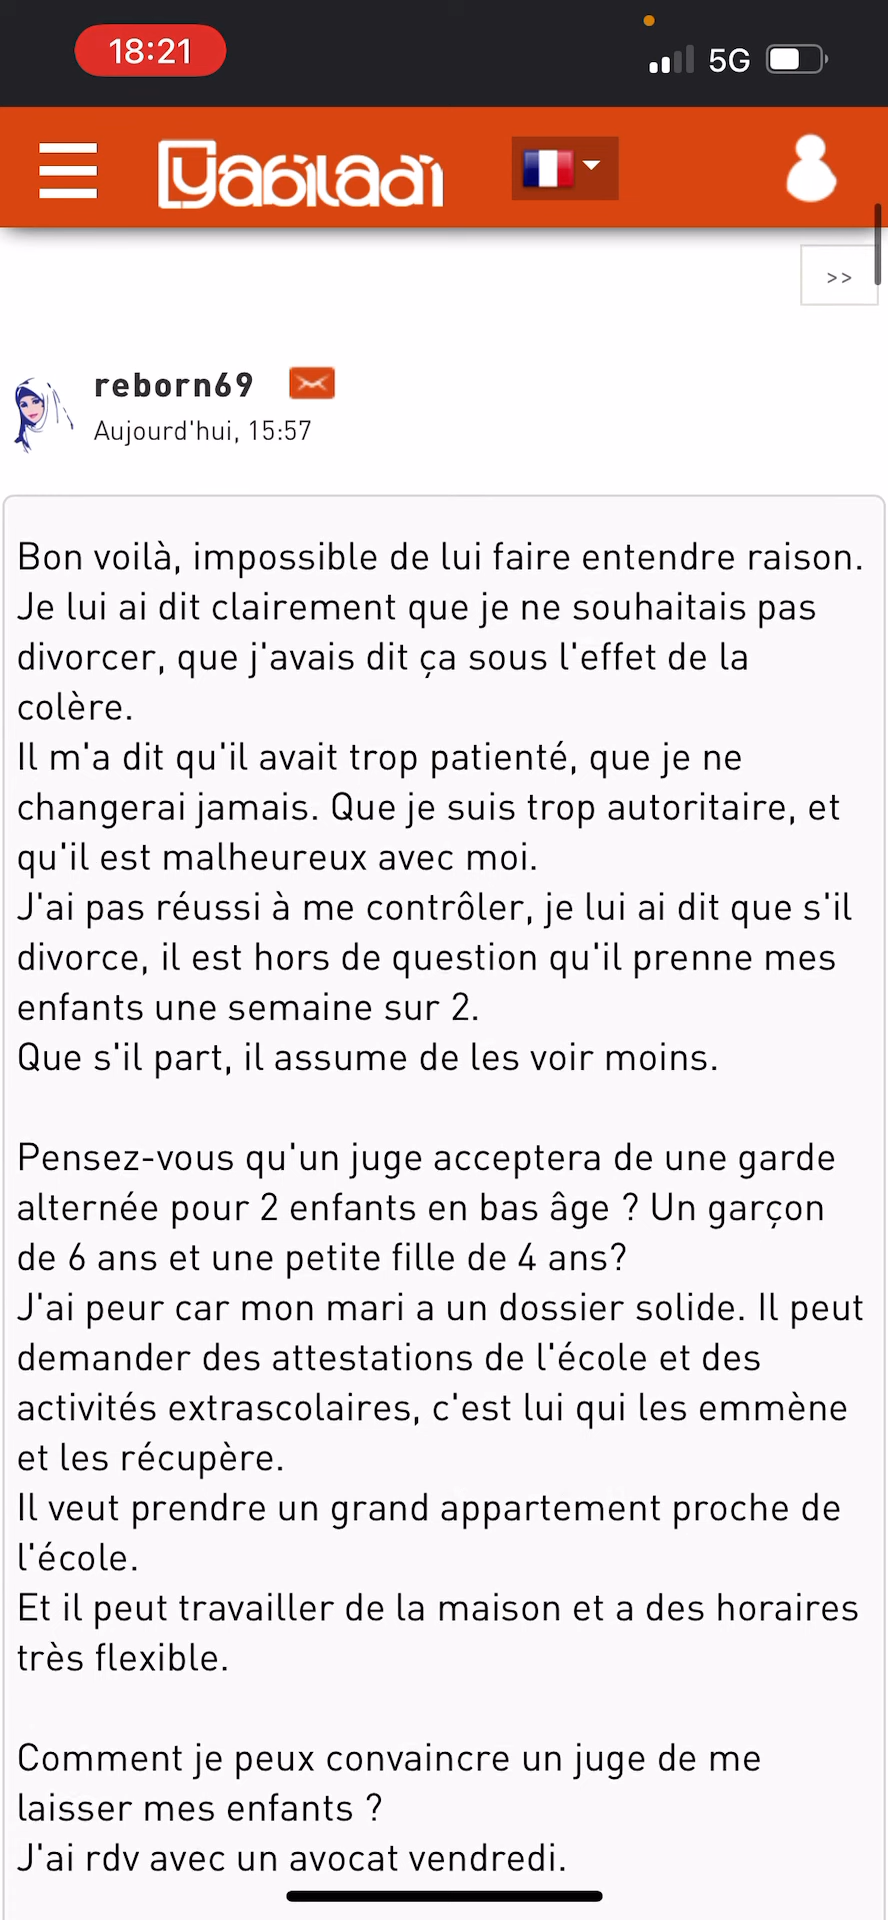 18:21
5G
Yabiladi
>>
reborn69
Aujourd'hui, 15:57
Bon voilà, impossible de lui faire entendre raison.
Je lui ai dit clairement que je ne souhaitais pas
divorcer, que j'avais dit ça sous l'effet de la
colère.
Il m'a dit qu'il avait trop patienté, que je ne
changerai jamais. Que je suis trop autoritaire, et
qu'il est malheureux avec moi.
J'ai pas réussi à me contrôler, je lui ai dit que s'il
divorce, il est hors de question qu'il prenne mes
enfants une semaine sur 2.
Que s'il part, il assume de les voir moins.
Pensez-vous qu'un juge acceptera de une garde
alternée pour 2 enfants en bas âge ? Un garçon
de 6 ans et une petite fille de 4 ans?
J'ai peur car mon mari a un dossier solide. Il peut
demander des attestations de l'école et des
activités extrascolaires, c'est lui qui les emmène
et les récupère.
Il veut prendre un grand appartement proche de
l'école.
Et il peut travailler de la maison et a des horaires
très flexible.
Comment je peux convaincre un juge de me
laisser mes enfants ?
J'ai rdv avec un avocat vendredi.